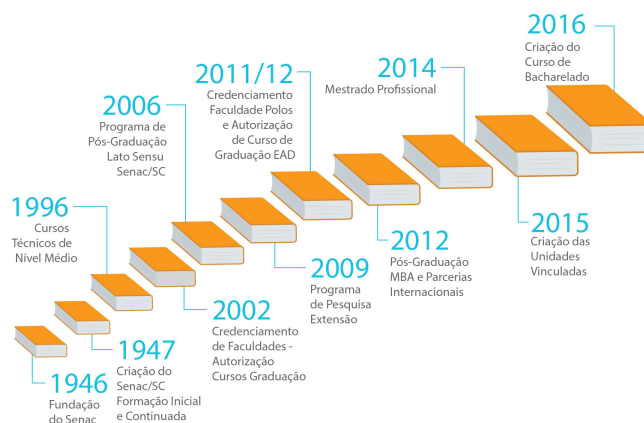 2016
Criação do
Curso de
Bacharelado
2014
Mestrado Profissional
2011/12
Credenciamento
Faculdade Polos
e Autorização
de Curso de
Graduação EAD
2006
Programa de
Pós-Graduação
Lato Sensu
Senac/SC
1996
Cursos
Técnicos de
Nível Médio
2015
Criação das
Unidades
Vinculadas
2012
Pós-Graduação
MBA e Parcerias
Internacionais
2009
Programa
de Pesquisa
Extensão
2002
Credenciamento
de Faculdades -
Autorização
Cursos Graduação
1947
Criação do
Senac/SC
Formação Inicial
e Continuada
1946
Fundação
do Senac